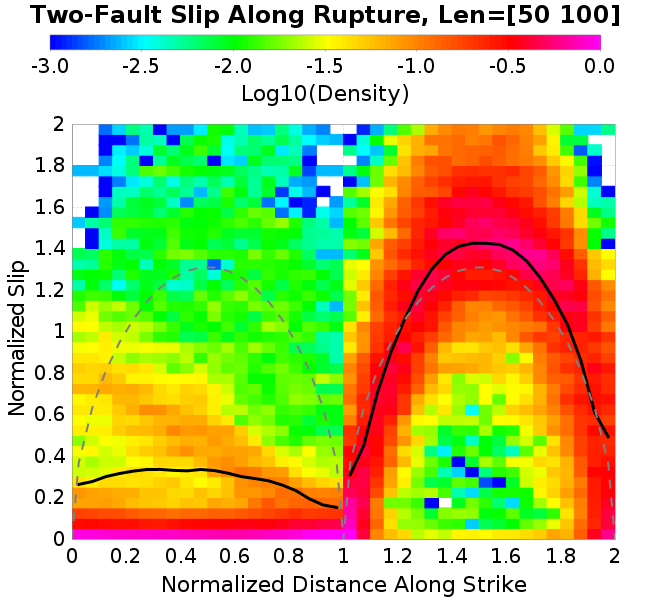 Two-Fault Slip Along Rupture, Len=[50 100]
-3.0 -2.5 -2.0 -1.5 -1.0 -0.5 0.0
Log10(Density)
2
1.8
1.6
1.4
1.2
1
0.8
0.6
0.4
0.2
0
Normalized Slip
0 0.2 0.4 0.6 0.8 1 1.2 1.4 1.6 1.8 2
Normalized Distance Along Strike